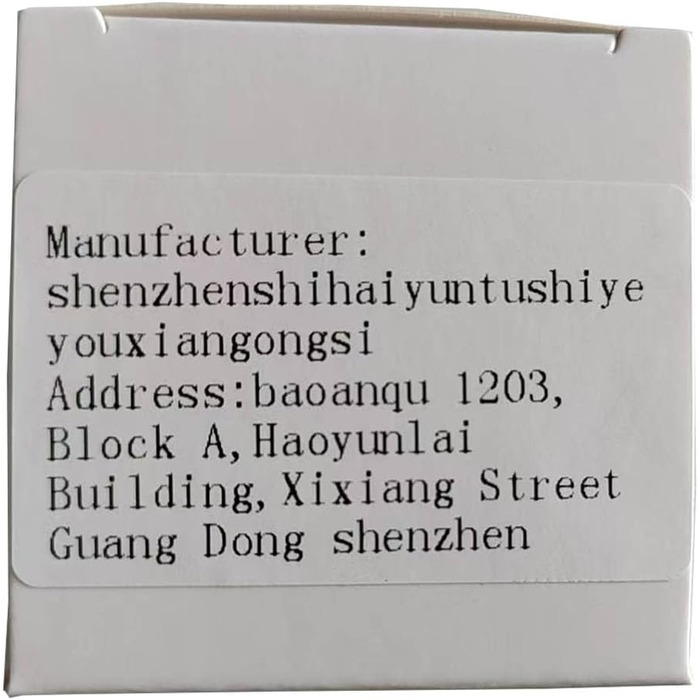 Manufacturer:
shenzhenshihaiyuntushiye
youxiangongsi
Address:baoanqu 1203,
Block A,Haoyunlai
Building,Xixiang Street
Guang Dong shenzhen